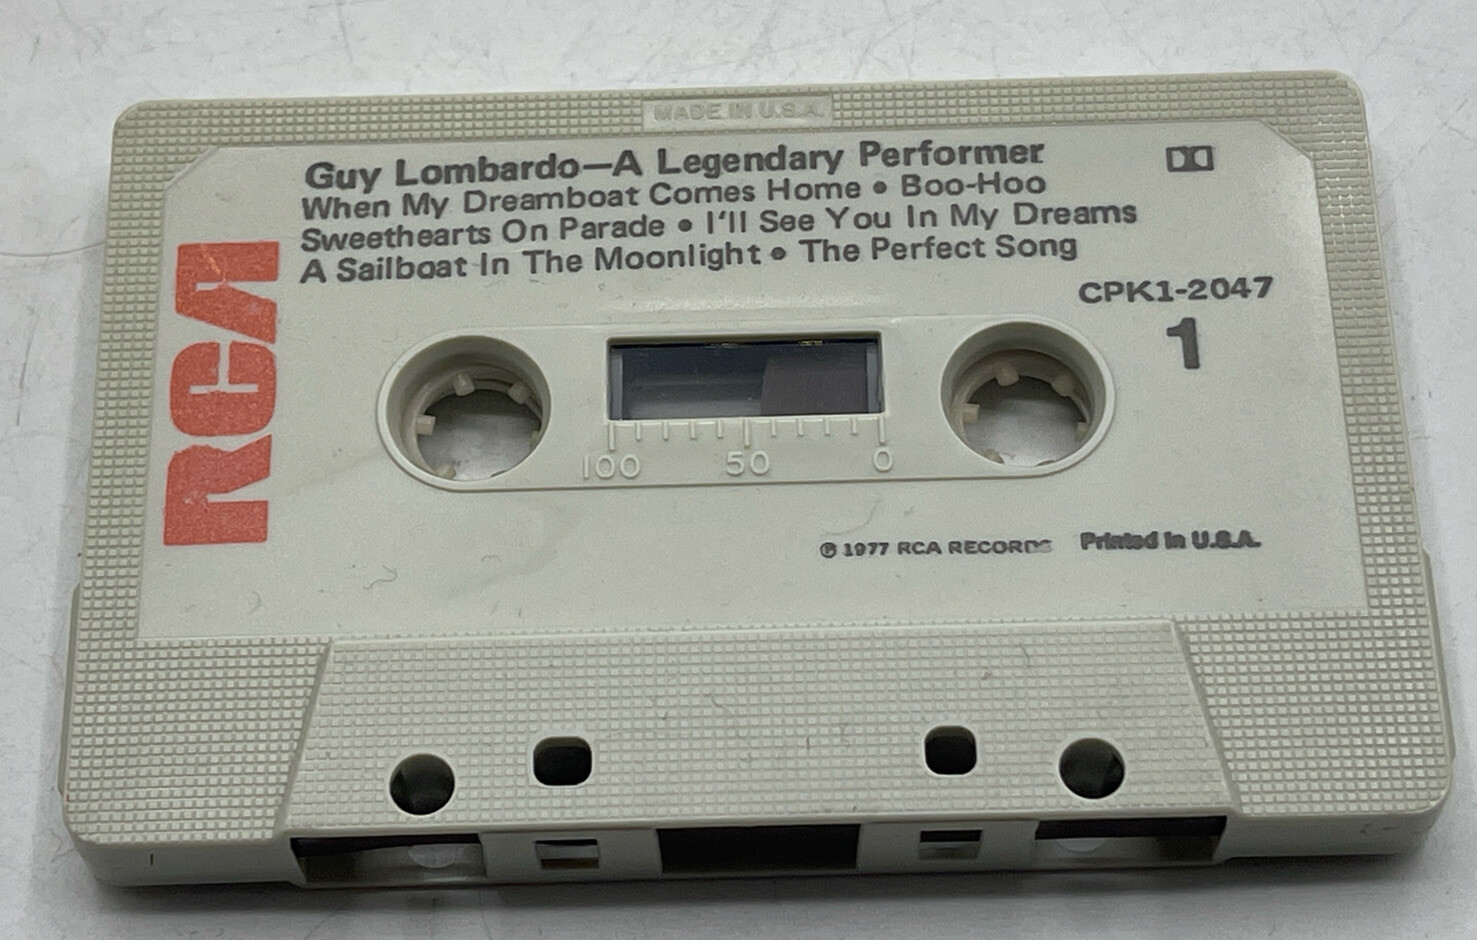 MADE IN U.S.A.
Guy Lombardo—A Legendary Performer
When My Dreamboat Comes Home • Boo-Hoo
Sweethearts On Parade • I'll See You In My Dreams
A Sailboat In The Moonlight • The Perfect Song
RCA
CPK1-2047
1
100 50 0
℗ 1977 RCA RECORDS Printed in U.S.A.